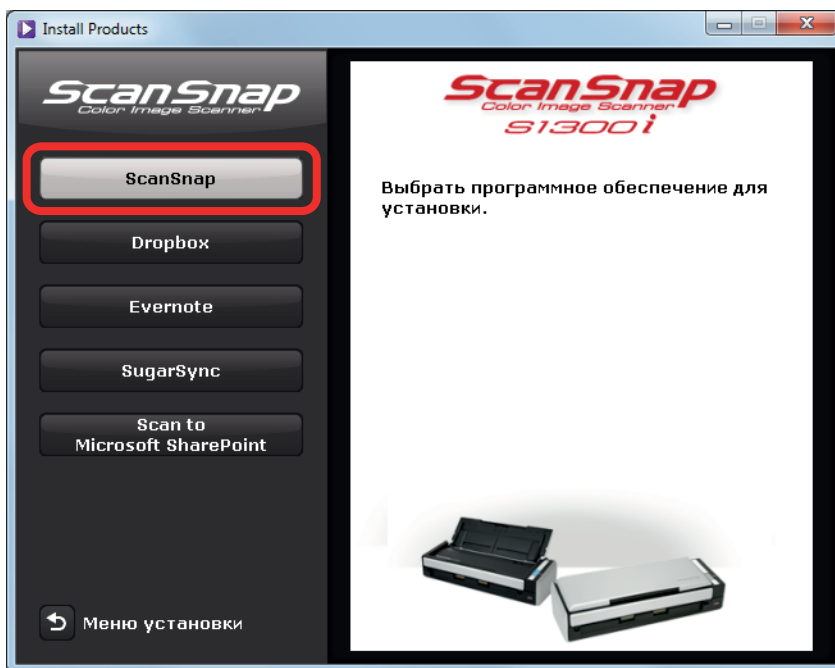 Install Products
ScanSnap
Color Image Scanner
ScanSnap
Dropbox
Evernote
SugarSync
Scan to
Microsoft SharePoint
Меню установки
ScanSnap
Color Image Scanner
S1300i
Выбрать программное обеспечение для
установки.